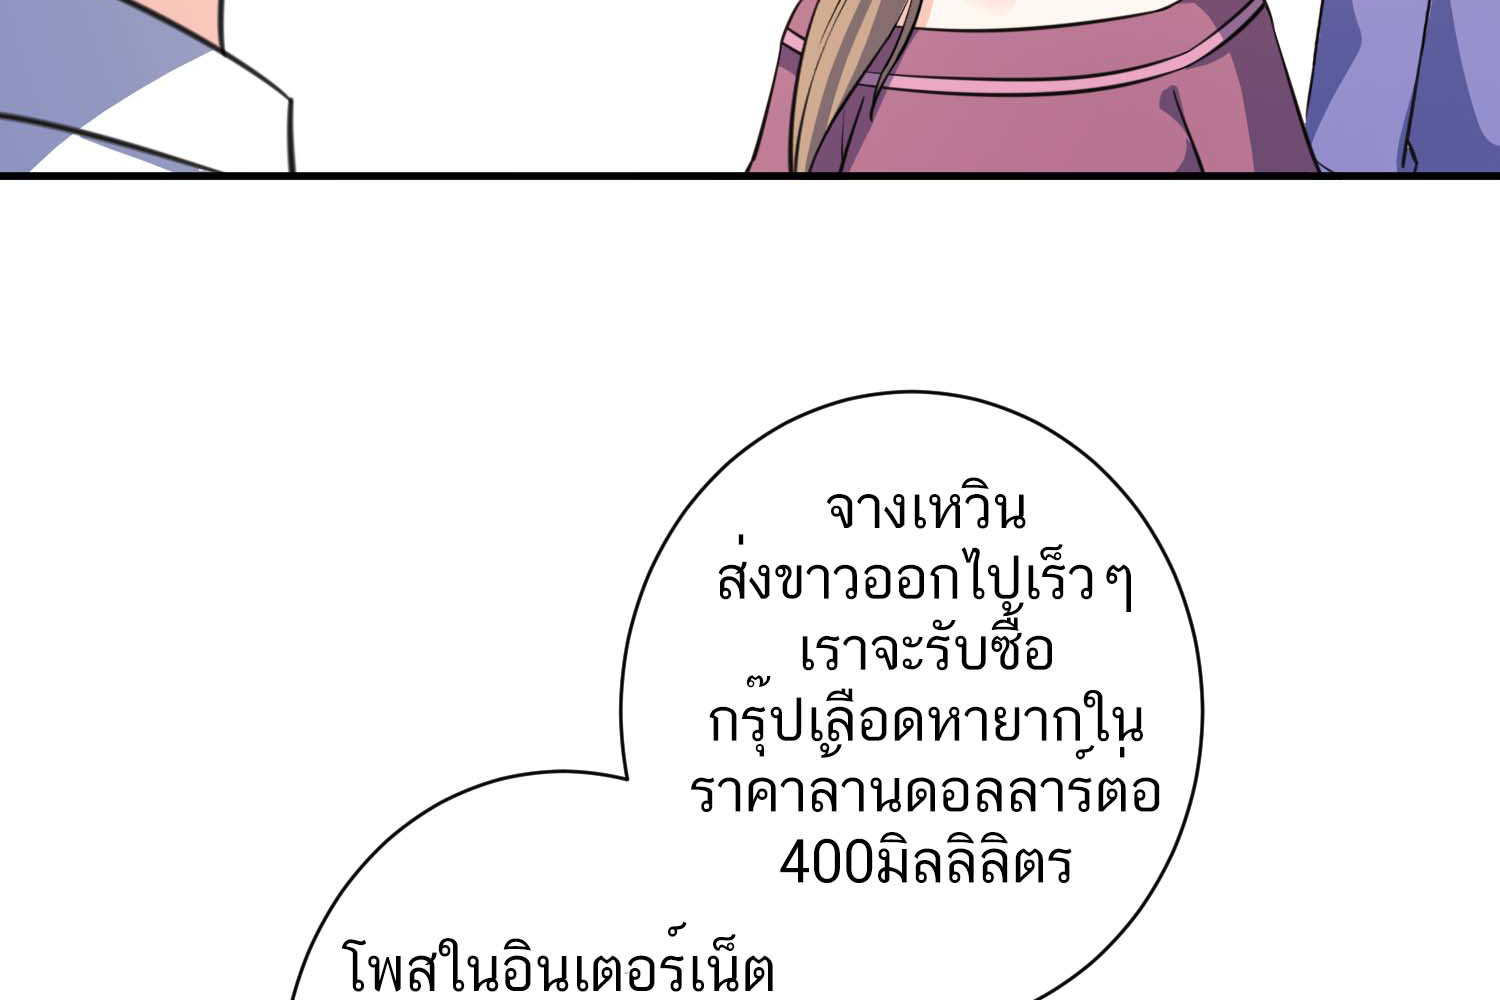 จางเหวิน
ส่งขาวออกไปเร็วๆ
เราจะรับซื้อ
กรุ๊ปเลือดหายากใน
ราคาล้านดอลลาร์ต่อ
400มิลลิลิตร
โพสในอินเตอร์เน็ต